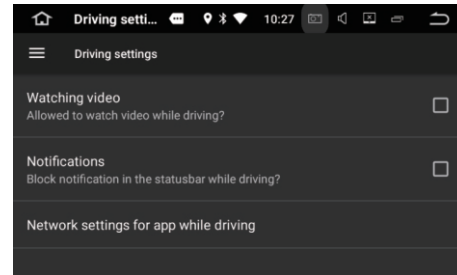 Driving setti... 10:27
Driving settings
Watching video
Allowed to watch video while driving?
Notifications
Block notification in the statusbar while driving?
Network settings for app while driving